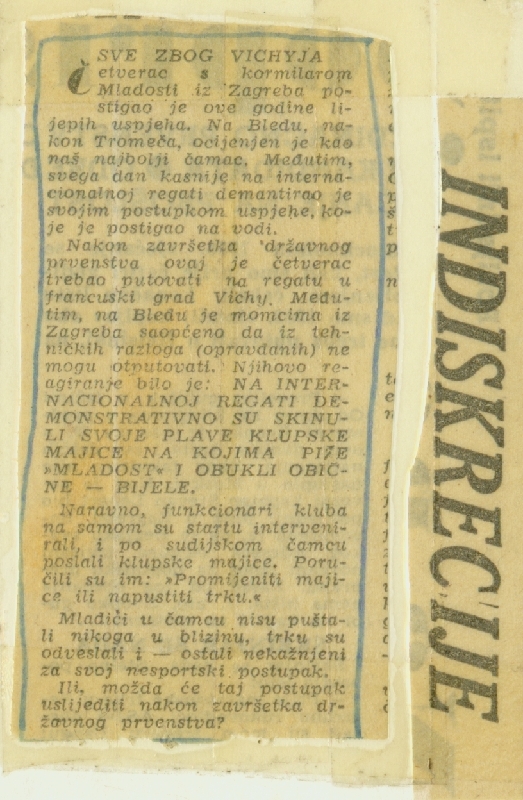 SVE ZBOG VICHYJA
Četverac s kormilarom
Mladosti iz Zagreba po-
stigao je ove godine li-
jepih uspjeha. Na Bledu, na-
kon Tromeđa, ocijenjen je kao
naš najbolji čamac. Međutim,
svega dan kasnije na interna-
cionalnoj regati demantirao je
svojim postupkom uspjehe, ko-
je je postigao na vodi.
Nakon završetka državnog
prvenstva ovaj je četverac
trebao putovati na regatu u
francuski grad Vichy. Među-
tim, na Bledu je momcima iz
Zagreba saopćeno da iz teh-
ničkih razloga (opravdanih) ne
mogu otputovati. Njihovo re-
agiranje bilo je: NA INTER-
NACIONALNOJ REGATI DE-
MONSTRATIVNO SU SKINU-
LI SVOJE PLAVE KLUPSKE
MAJICE NA KOJIMA PIŠE
»MLADOST« I OBUKLI OBIČ-
NE — BIJELE.
Naravno, funkcionari kluba
na samom su startu interveni-
rali, i po sudijskom čamcu
poslali klupske majice. Poru-
čili su im: »Promijeniti maji-
ce ili napustiti trku.«
Mladići u čamcu nisu pušta-
li nikoga u blizinu, trku su
odveslali i — ostali nekažnjeni
za svoj nesportski postupak.
Ili, možda će taj postupak
uslijediti nakon završetka dr-
žavnog prvenstva?
INDISKRECIJE